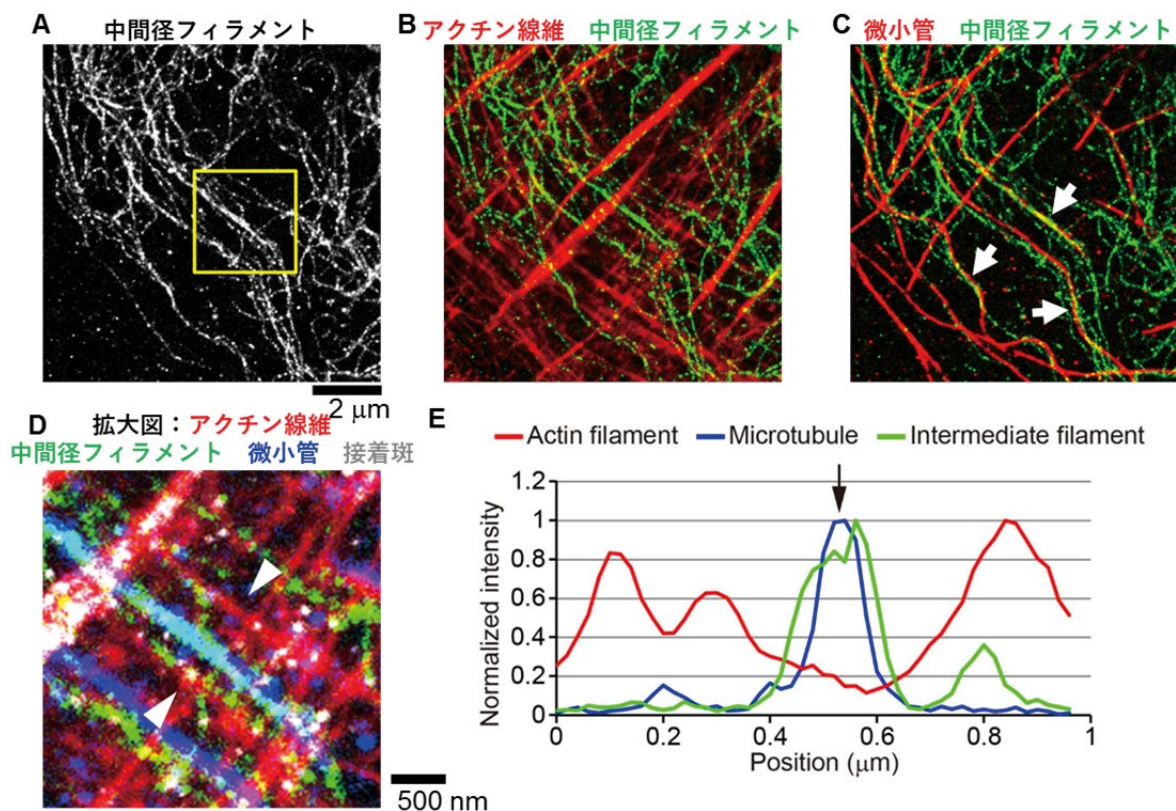 A 中間径フィラメント
B アクチン線維 中間径フィラメント
C 微小管 中間径フィラメント
2 μm
D 拡大図：アクチン線維
中間径フィラメント 微小管 接着斑
500 nm
E
Actin filament Microtubule Intermediate filament
Normalized intensity
1.2
1
0.8
0.6
0.4
0.2
0
0 0.2 0.4 0.6 0.8 1
Position (μm)